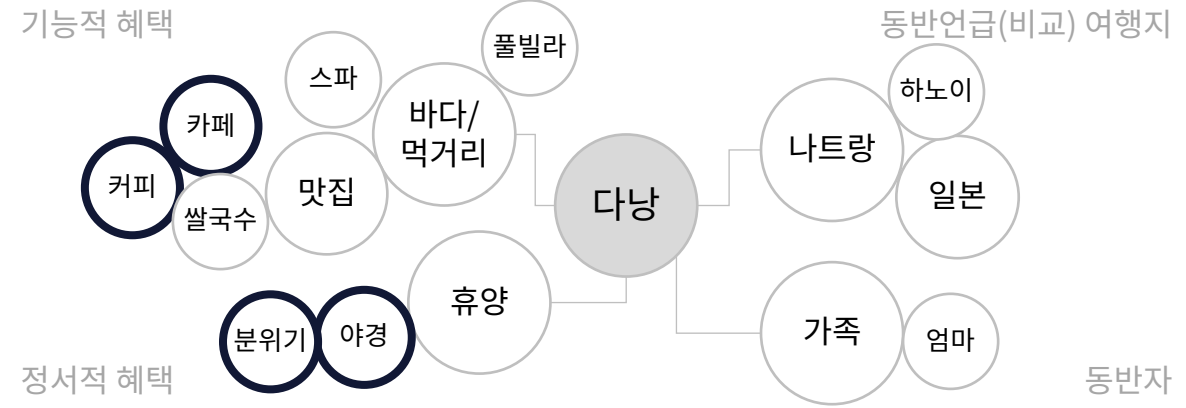 기능적 혜택
동반언급(비교) 여행지
풀빌라
스파
바다/
먹거리
카페
커피
쌀국수
맛집
다낭
나트랑
하노이
일본
휴양
분위기
야경
가족
엄마
정서적 혜택
동반자